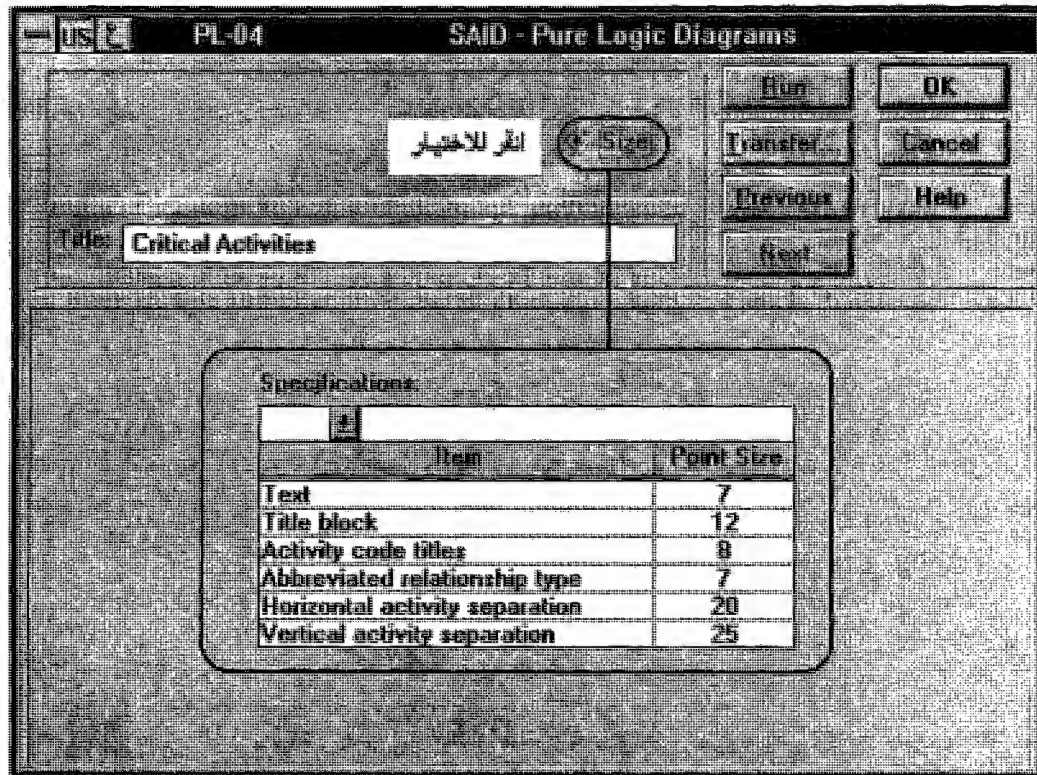 US PL-04 SAID - Pure Logic Diagrams
Run OK
انقر للاختيار Size
Transfer... Cancel
Previous Help
Title: Critical Activities
Next
Specifications:
Item Point Size
Text 7
Title block 12
Activity code titles 8
Abbreviated relationship type 7
Horizontal activity separation 20
Vertical activity separation 25